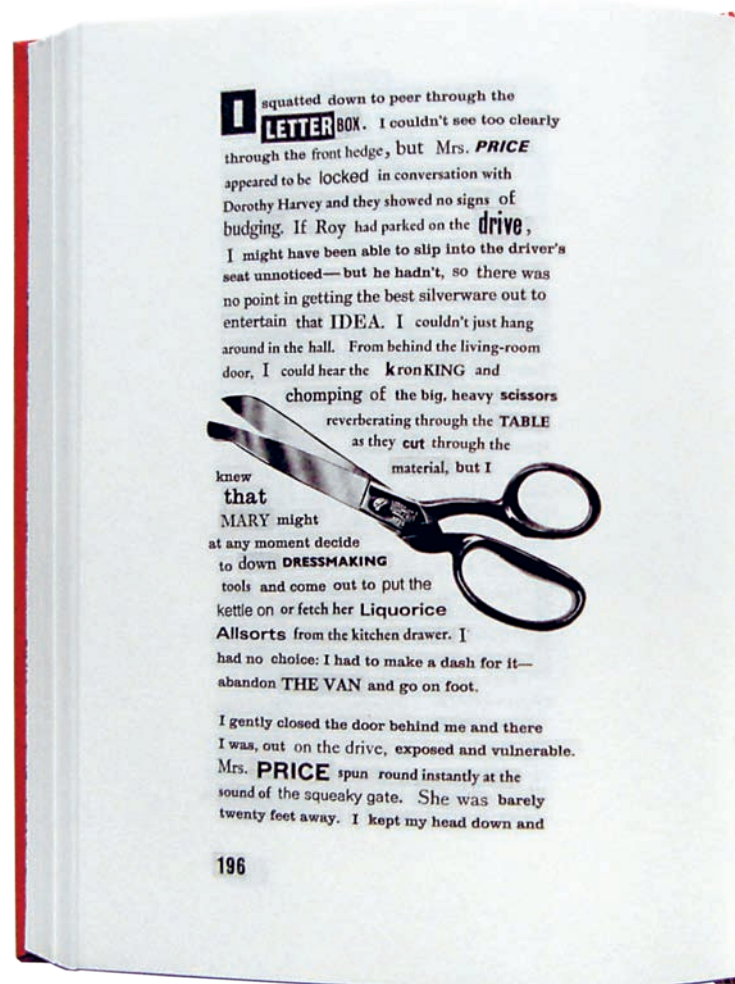 I squatted down to peer through the
LETTER BOX. I couldn't see too clearly
through the front hedge, but Mrs. PRICE
appeared to be locked in conversation with
Dorothy Harvey and they showed no signs of
budging. If Roy had parked on the drive,
I might have been able to slip into the driver's
seat unnoticed—but he hadn't, so there was
no point in getting the best silverware out to
entertain that IDEA. I couldn't just hang
around in the hall. From behind the living-room
door, I could hear the kronKING and
chomping of the big, heavy scissors
reverberating through the TABLE
as they cut through the
material, but I
knew
that
MARY might
at any moment decide
to down DRESSMAKING
tools and come out to put the
kettle on or fetch her Liquorice
Allsorts from the kitchen drawer. I
had no choice: I had to make a dash for it—
abandon THE VAN and go on foot.
I gently closed the door behind me and there
I was, out on the drive, exposed and vulnerable.
Mrs. PRICE spun round instantly at the
sound of the squeaky gate. She was barely
twenty feet away. I kept my head down and
196